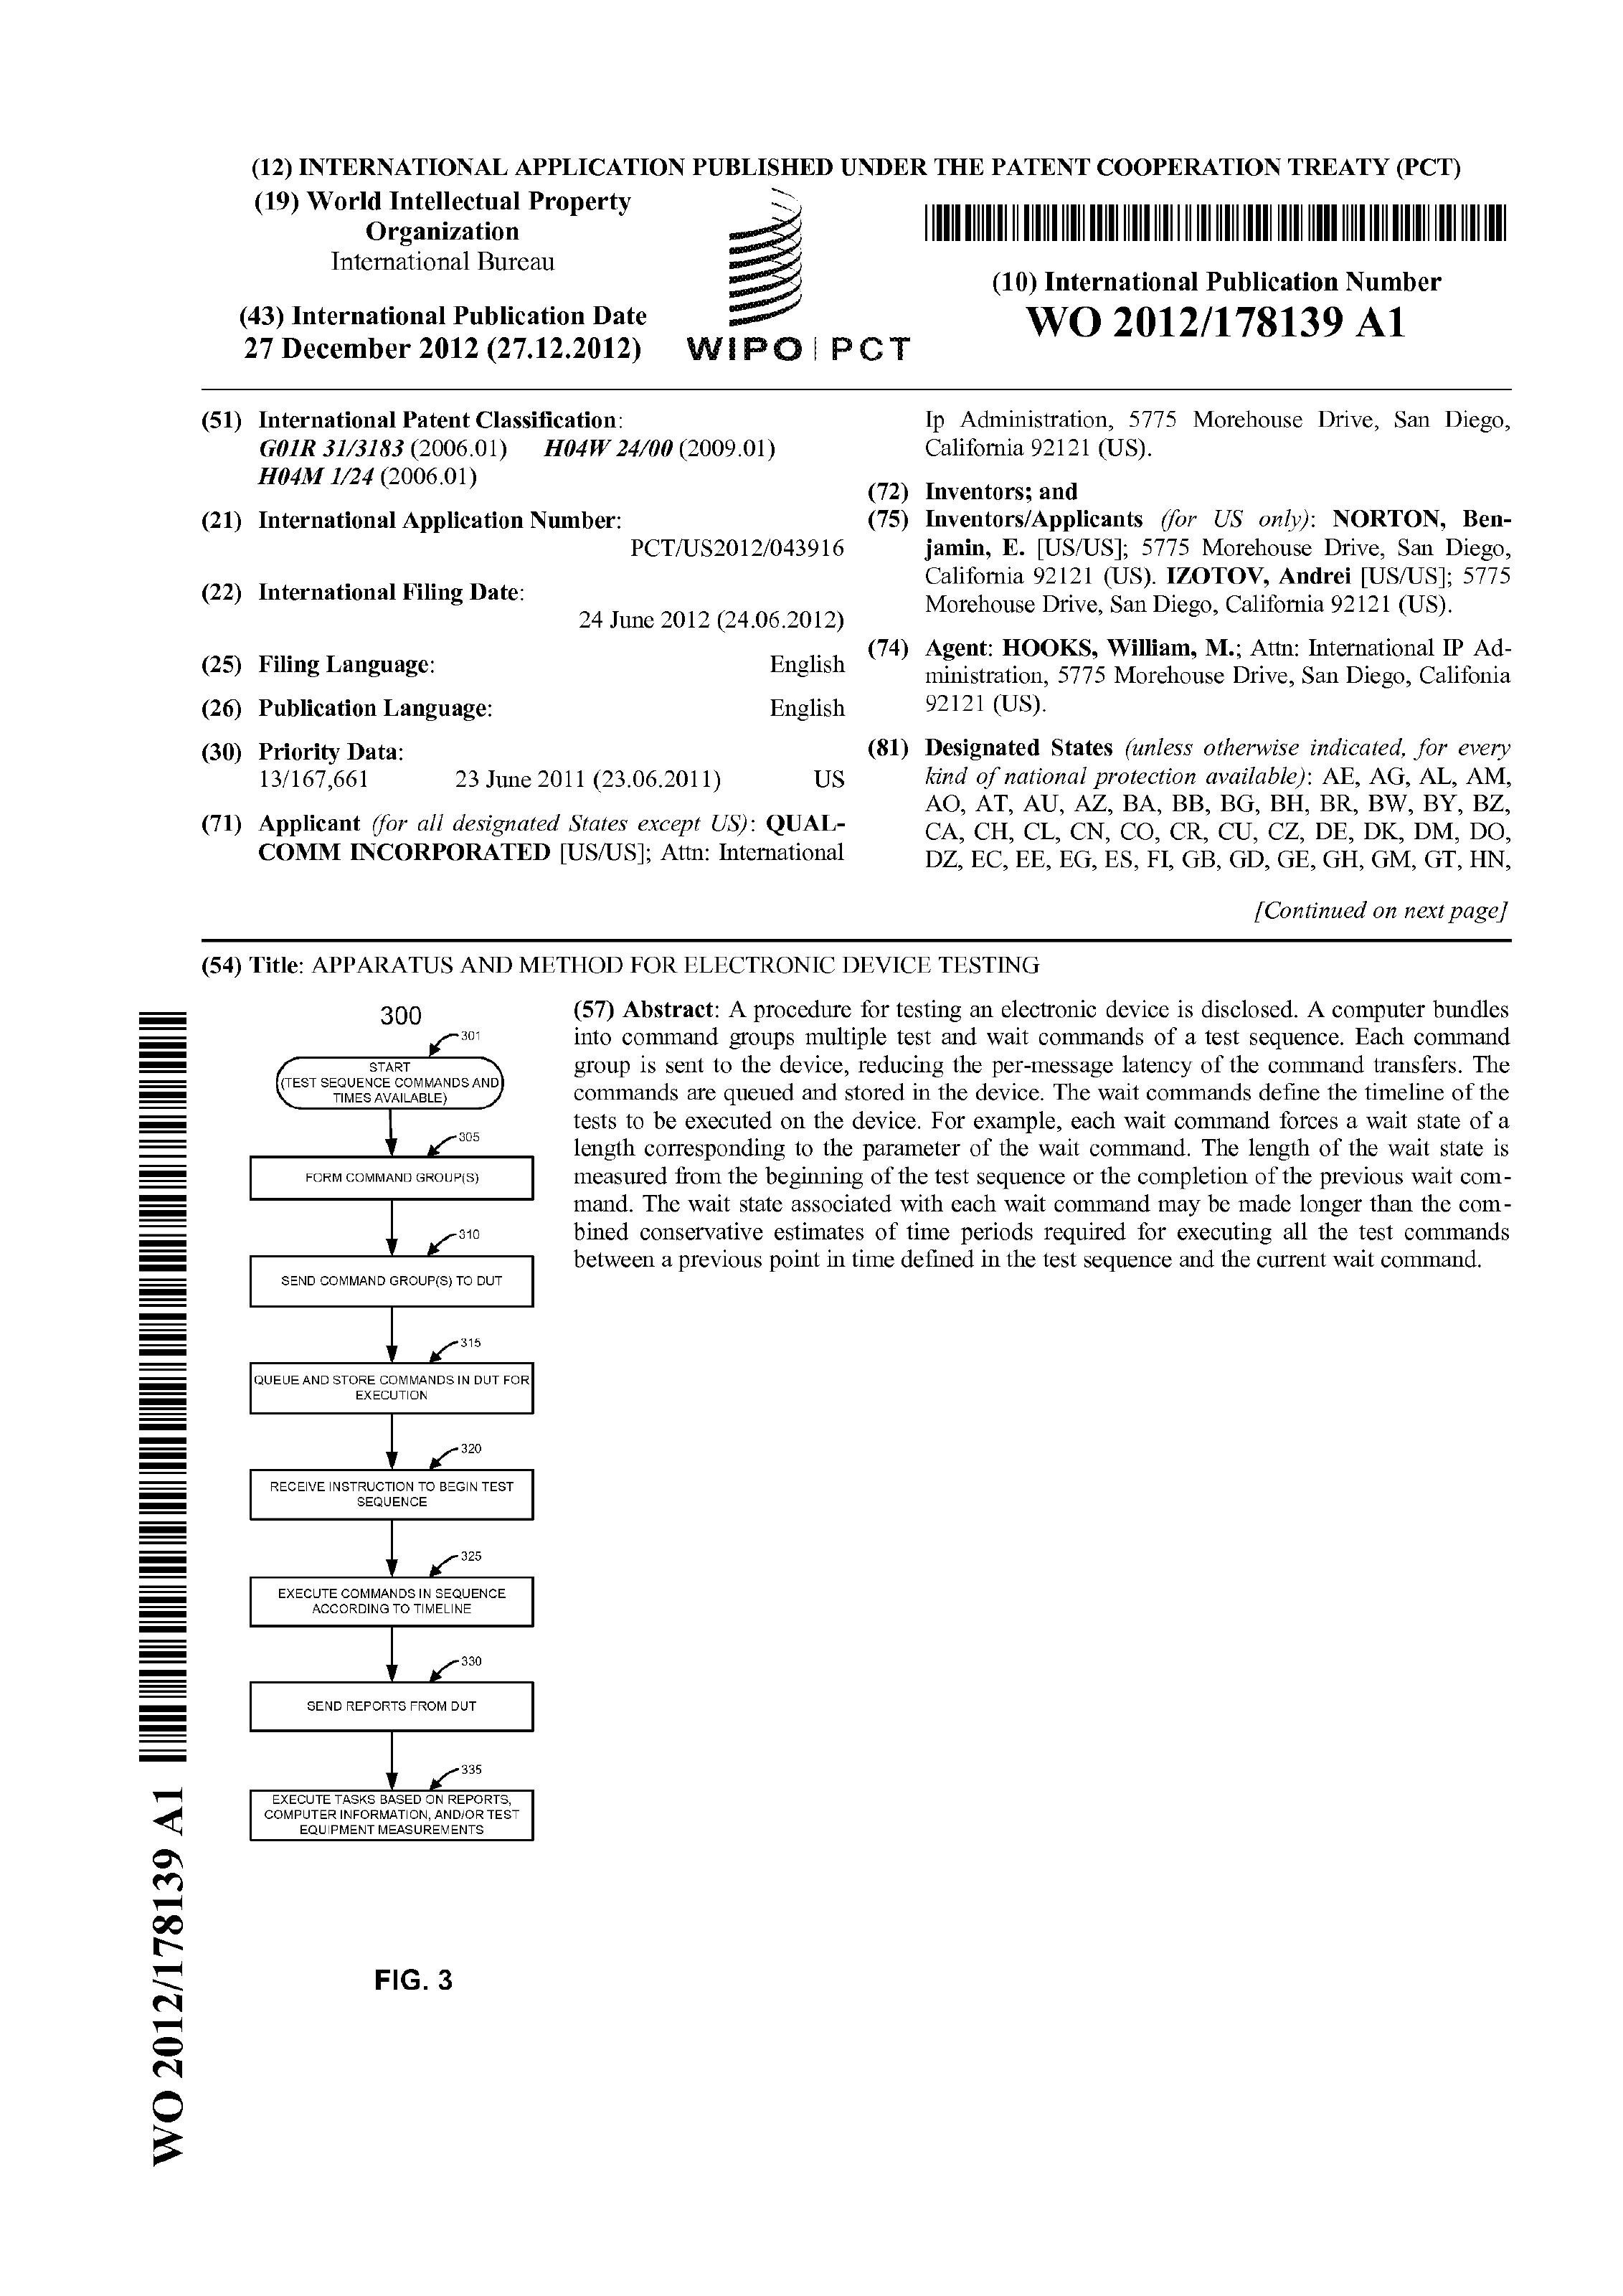 (12) INTERNATIONAL APPLICATION PUBLISHED UNDER THE PATENT COOPERATION TREATY (PCT)
(19) World Intellectual Property
Organization
International Bureau
(43) International Publication Date
27 December 2012 (27.12.2012)
WIPO | PCT
(10) International Publication Number
WO 2012/178139 A1
(51) International Patent Classification:
G01R 31/3183 (2006.01) H04W 24/00 (2009.01)
H04M 1/24 (2006.01)
(21) International Application Number:
PCT/US2012/043916
(22) International Filing Date:
24 June 2012 (24.06.2012)
(25) Filing Language: English
(26) Publication Language: English
(30) Priority Data:
13/167,661 23 June 2011 (23.06.2011) US
(71) Applicant (for all designated States except US): QUAL-
COMM INCORPORATED [US/US]; Attn: International
Ip Administration, 5775 Morehouse Drive, San Diego,
California 92121 (US).
(72) Inventors; and
(75) Inventors/Applicants (for US only): NORTON, Ben-
jamin, E. [US/US]; 5775 Morehouse Drive, San Diego,
California 92121 (US). IZOTOV, Andrei [US/US]; 5775
Morehouse Drive, San Diego, California 92121 (US).
(74) Agent: HOOKS, William, M.; Attn: International IP Ad-
ministration, 5775 Morehouse Drive, San Diego, Califonia
92121 (US).
(81) Designated States (unless otherwise indicated, for every
kind of national protection available): AE, AG, AL, AM,
AO, AT, AU, AZ, BA, BB, BG, BH, BR, BW, BY, BZ,
CA, CH, CL, CN, CO, CR, CU, CZ, DE, DK, DM, DO,
DZ, EC, EE, EG, ES, FI, GB, GD, GE, GH, GM, GT, HN,
[Continued on next page]
(54) Title: APPARATUS AND METHOD FOR ELECTRONIC DEVICE TESTING
300
301
START
(TEST SEQUENCE COMMANDS AND
TIMES AVAILABLE)
305
FORM COMMAND GROUP(S)
310
SEND COMMAND GROUP(S) TO DUT
315
QUEUE AND STORE COMMANDS IN DUT FOR
EXECUTION
320
RECEIVE INSTRUCTION TO BEGIN TEST
SEQUENCE
325
EXECUTE COMMANDS IN SEQUENCE
ACCORDING TO TIMELINE
330
SEND REPORTS FROM DUT
335
EXECUTE TASKS BASED ON REPORTS,
COMPUTER INFORMATION, AND/OR TEST
EQUIPMENT MEASUREMENTS
FIG. 3
(57) Abstract: A procedure for testing an electronic device is disclosed. A computer bundles
into command groups multiple test and wait commands of a test sequence. Each command
group is sent to the device, reducing the per-message latency of the command transfers. The
commands are queued and stored in the device. The wait commands define the timeline of the
tests to be executed on the device. For example, each wait command forces a wait state of a
length corresponding to the parameter of the wait command. The length of the wait state is
measured from the beginning of the test sequence or the completion of the previous wait com-
mand. The wait state associated with each wait command may be made longer than the com-
bined conservative estimates of time periods required for executing all the test commands
between a previous point in time defined in the test sequence and the current wait command.
WO 2012/178139 A1